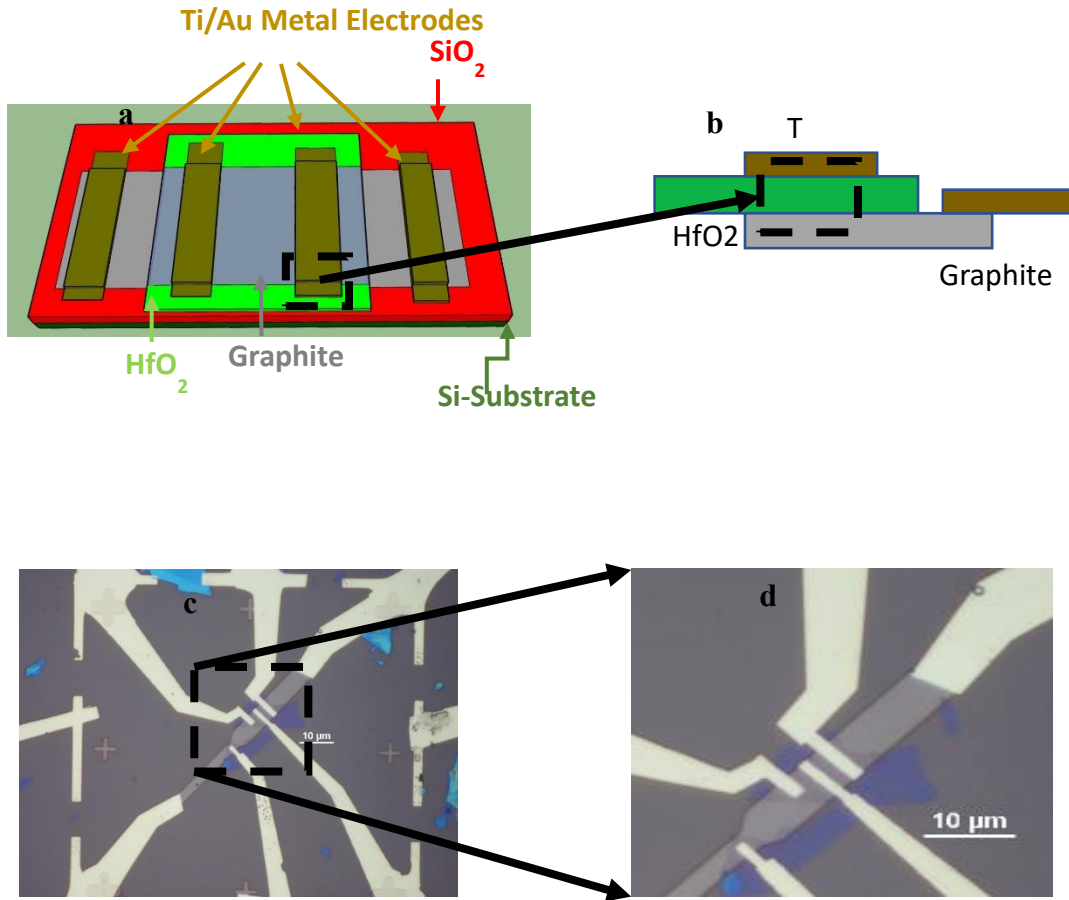 Ti/Au Metal Electrodes
SiO2
a
b
T
HfO2
Graphite
HfO2
Graphite
Si-Substrate
c
10 µm
d
10 µm